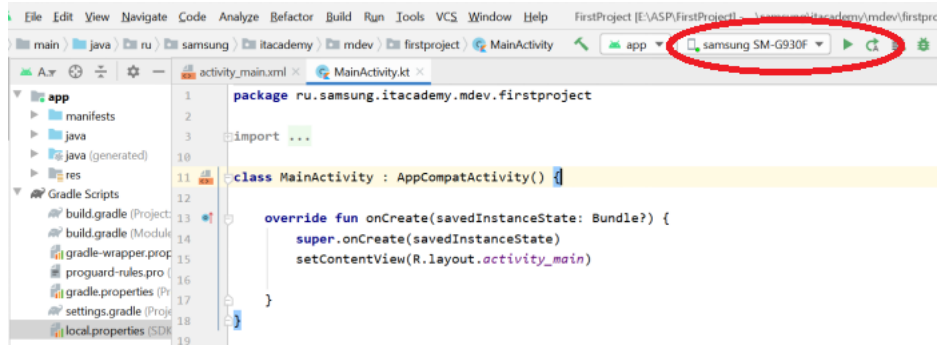 File Edit View Navigate Code Analyze Refactor Build Run Tools VCS Window Help FirstProject [E:\ASP\FirstProject] - ...\samsung\itacademy\mdev\firstpro
main java ru samsung itacademy mdev firstproject MainActivity app samsung SM-G930F
A... activity_main.xml MainActivity.kt
app
manifests
java
java (generated)
res
Gradle Scripts
build.gradle (Project:
build.gradle (Module
gradle-wrapper.prop
proguard-rules.pro (
gradle.properties (Pr
settings.gradle (Proje
local.properties (SDK
1 package ru.samsung.itacademy.mdev.firstproject
2
3 import ...
10
11 class MainActivity : AppCompatActivity() {
12
13 override fun onCreate(savedInstanceState: Bundle?) {
14 super.onCreate(savedInstanceState)
15 setContentView(R.layout.activity_main)
16
17 }
18 }
19